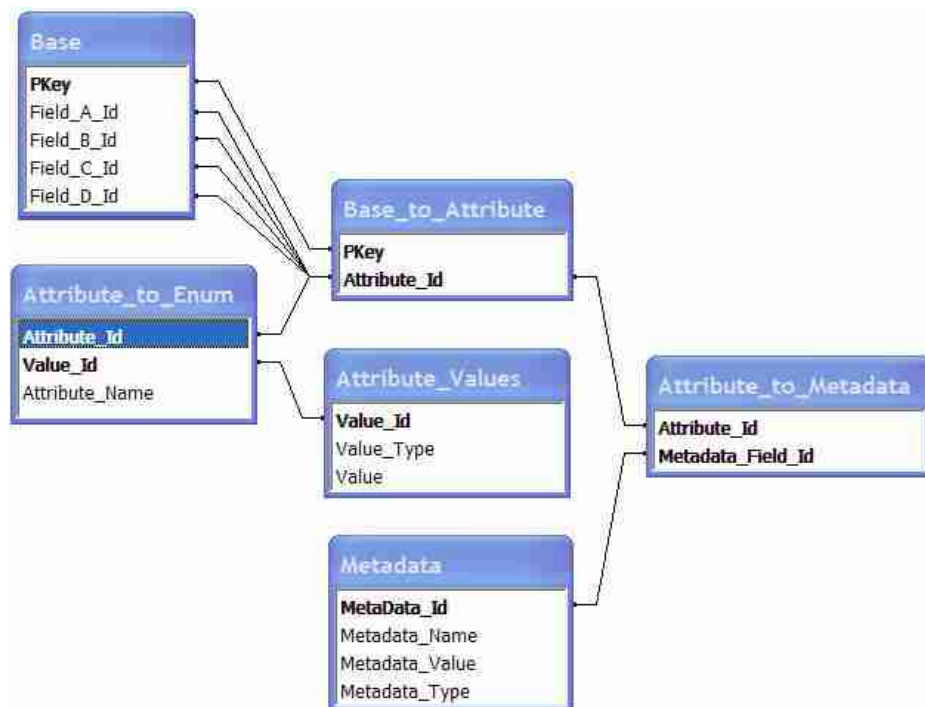 Base
PKey
Field_A_Id
Field_B_Id
Field_C_Id
Field_D_Id
Base_to_Attribute
PKey
Attribute_Id
Attribute_to_Enum
Attribute_Id
Value_Id
Attribute_Name
Attribute_Values
Value_Id
Value_Type
Value
Attribute_to_Metadata
Attribute_Id
Metadata_Field_Id
Metadata
MetaData_Id
Metadata_Name
Metadata_Value
Metadata_Type